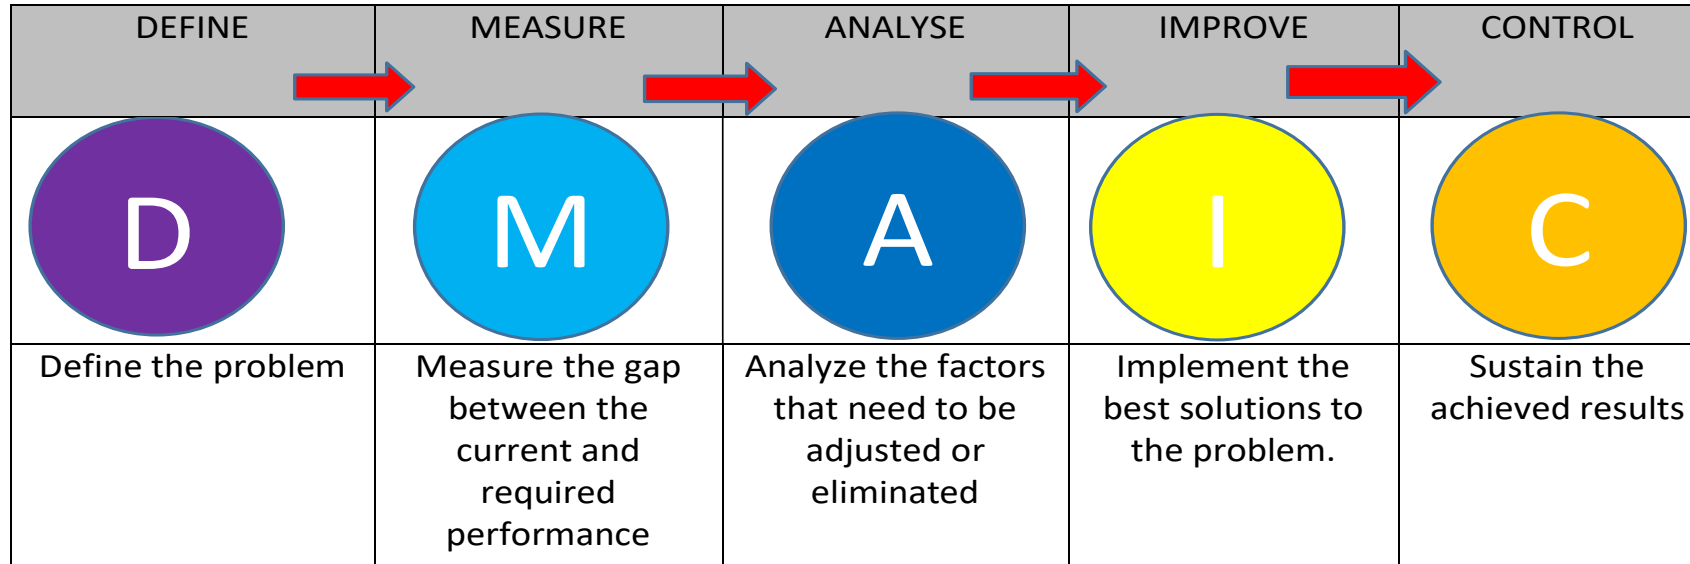 DEFINE
MEASURE
ANALYSE
IMPROVE
CONTROL
D
M
A
I
C
Define the problem
Measure the gap
between the
current and
required
performance
Analyze the factors
that need to be
adjusted or
eliminated
Implement the
best solutions to
the problem.
Sustain the
achieved results